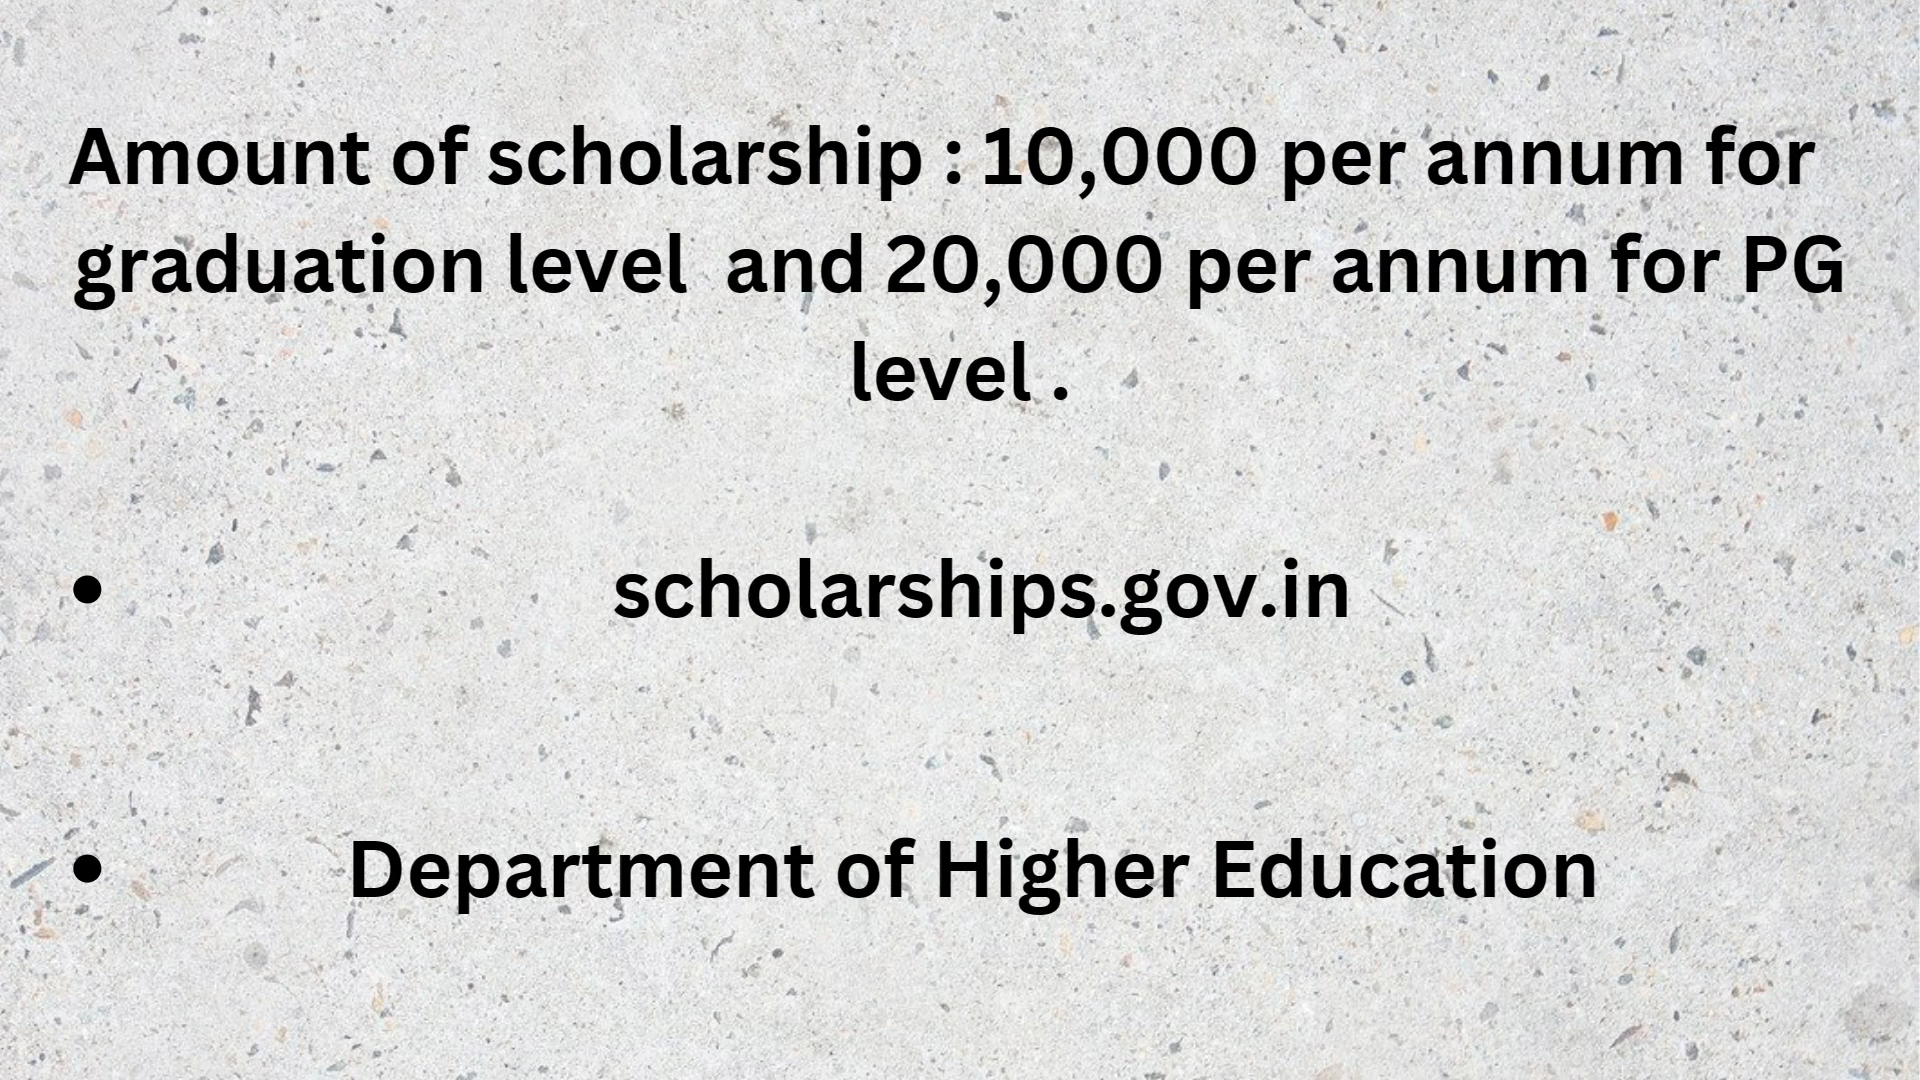 Amount of scholarship : 10,000 per annum for
graduation level  and 20,000 per annum for PG
level .
• scholarships.gov.in
• Department of Higher Education